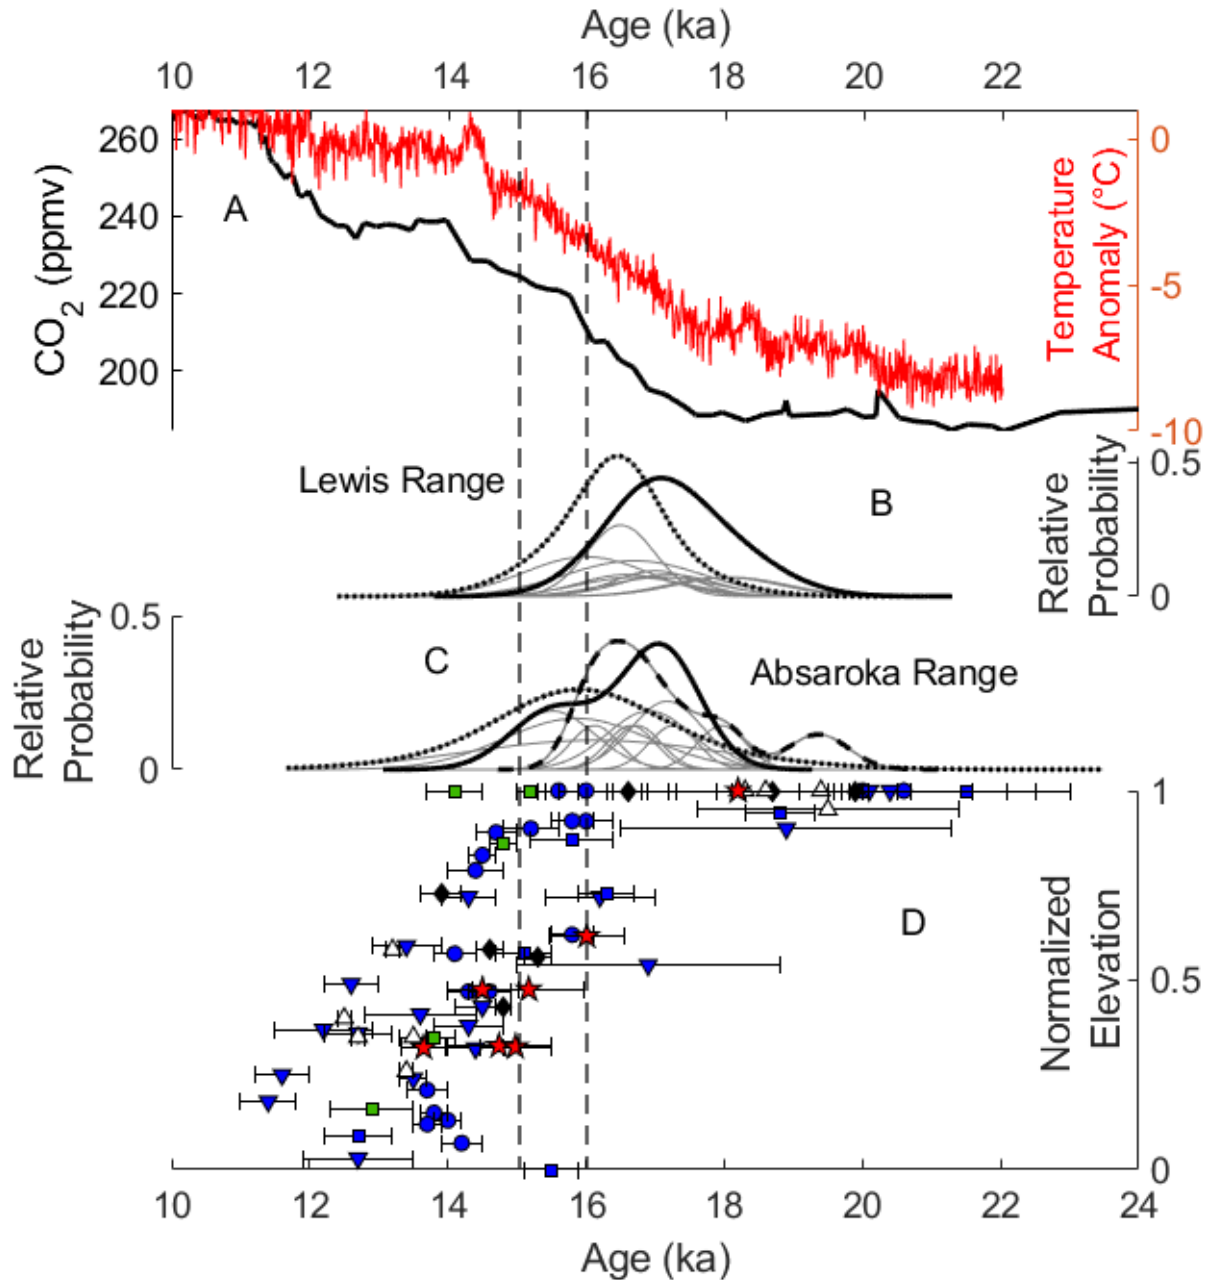 Age (ka)
10 12 14 16 18 20 22
260
240
220
200
CO2 (ppmv)
A
0
-5
-10
Temperature
Anomaly (°C)
Lewis Range
B
0.5
0
Relative
Probability
0.5
0
Relative
Probability
C
Absaroka Range
1
0.5
0
D
Normalized
Elevation
10 12 14 16 18 20 22 24
Age (ka)